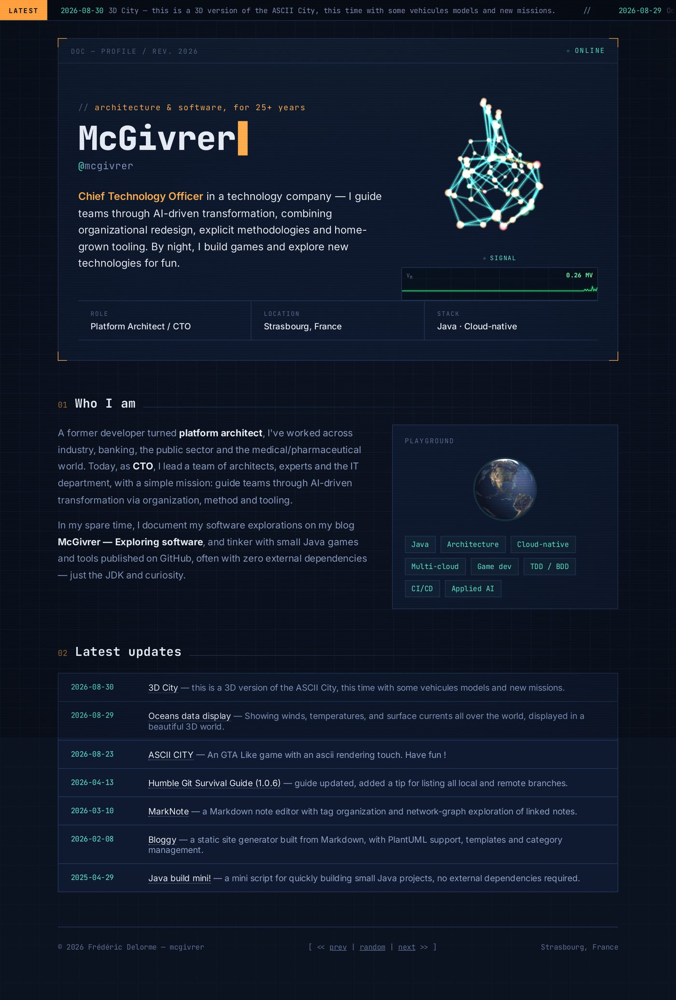 LATEST
2026-08-30 3D City — this is a 3D version of the ASCII City, this time with some vehicules models and new missions. // 2026-08-29
DOC — PROFILE / REV. 2026
ONLINE
// architecture & software, for 25+ years
McGivrer
@mcgivrer
Chief Technology Officer in a technology company — I guide
teams through AI-driven transformation, combining
organizational redesign, explicit methodologies and home-
grown tooling. By night, I build games and explore new
technologies for fun.
SIGNAL
VM
0.26 MV
ROLE
Platform Architect / CTO
LOCATION
Strasbourg, France
STACK
Java · Cloud-native
01 Who I am
A former developer turned platform architect, I've worked across
industry, banking, the public sector and the medical/pharmaceutical
world. Today, as CTO, I lead a team of architects, experts and the IT
department, with a simple mission: guide teams through AI-driven
transformation via organization, method and tooling.
In my spare time, I document my software explorations on my blog
McGivrer — Exploring software, and tinker with small Java games
and tools published on GitHub, often with zero external dependencies
— just the JDK and curiosity.
PLAYGROUND
Java Architecture Cloud-native
Multi-cloud Game dev TDD / BDD
CI/CD Applied AI
02 Latest updates
2026-08-30 3D City — this is a 3D version of the ASCII City, this time with some vehicules models and new missions.
2026-08-29 Oceans data display — Showing winds, temperatures, and surface currents all over the world, displayed in a
beautiful 3D world.
2026-08-23 ASCII CITY — An GTA Like game with an ascii rendering touch. Have fun !
2026-04-13 Humble Git Survival Guide (1.0.6) — guide updated, added a tip for listing all local and remote branches.
2026-03-10 MarkNote — a Markdown note editor with tag organization and network-graph exploration of linked notes.
2026-02-08 Bloggy — a static site generator built from Markdown, with PlantUML support, templates and category
management.
2025-04-29 Java build mini! — a mini script for quickly building small Java projects, no external dependencies required.
© 2026 Frédéric Delorme — mcgivrer
[ << prev | random | next >> ]
Strasbourg, France